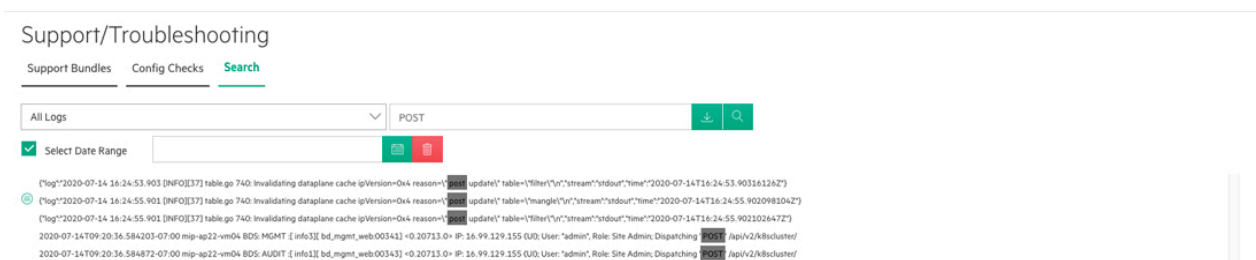 Support/Troubleshooting
Support Bundles Config Checks Search
All Logs POST
Select Date Range
{"log":"2020-07-14 16:24:53.903 [INFO][37] table.go 740: Invalidating dataplane cache ipVersion=0x4 reason=\"post update\" table=\"filter\"\n","stream":"stdout","time":"2020-07-14T16:24:53.90316126Z"}
{"log":"2020-07-14 16:24:55.901 [INFO][37] table.go 740: Invalidating dataplane cache ipVersion=0x4 reason=\"post update\" table=\"mangle\"\n","stream":"stdout","time":"2020-07-14T16:24:55.902098104Z"}
{"log":"2020-07-14 16:24:55.901 [INFO][37] table.go 740: Invalidating dataplane cache ipVersion=0x4 reason=\"post update\" table=\"filter\"\n","stream":"stdout","time":"2020-07-14T16:24:55.902102647Z"}
2020-07-14T09:20:36.584203-07:00 mip-ap22-vm04 BDS: MGMT :[ info3][ bd_mgmt_web:00341] <0.20713.0> IP: 16.99.129.155 (UI); User: "admin", Role: Site Admin; Dispatching 'POST' /api/v2/k8scluster/
2020-07-14T09:20:36.584872-07:00 mip-ap22-vm04 BDS: AUDIT :[ info1][ bd_mgmt_web:00343] <0.20713.0> IP: 16.99.129.155 (UI); User: "admin", Role: Site Admin; Dispatching 'POST' /api/v2/k8scluster/